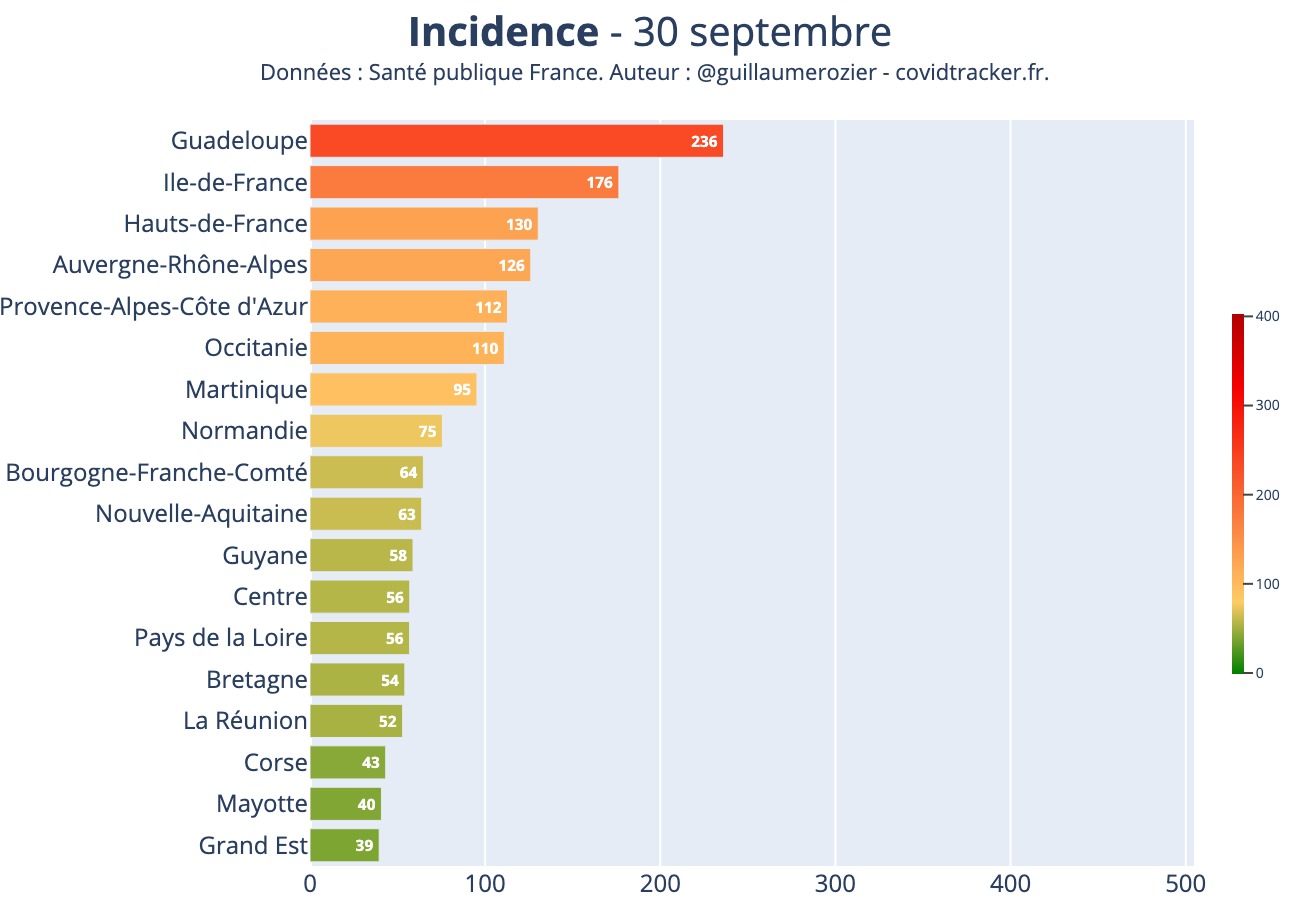 Incidence - 30 septembre
Données : Santé publique France. Auteur : @guillaumerozier - covidtracker.fr.
Guadeloupe 236
Ile-de-France 176
Hauts-de-France 130
Auvergne-Rhône-Alpes 126
Provence-Alpes-Côte d'Azur 112
Occitanie 110
Martinique 95
Normandie 75
Bourgogne-Franche-Comté 64
Nouvelle-Aquitaine 63
Guyane 58
Centre 56
Pays de la Loire 56
Bretagne 54
La Réunion 52
Corse 43
Mayotte 40
Grand Est 39
0 100 200 300 400 500
400
300
200
100
0